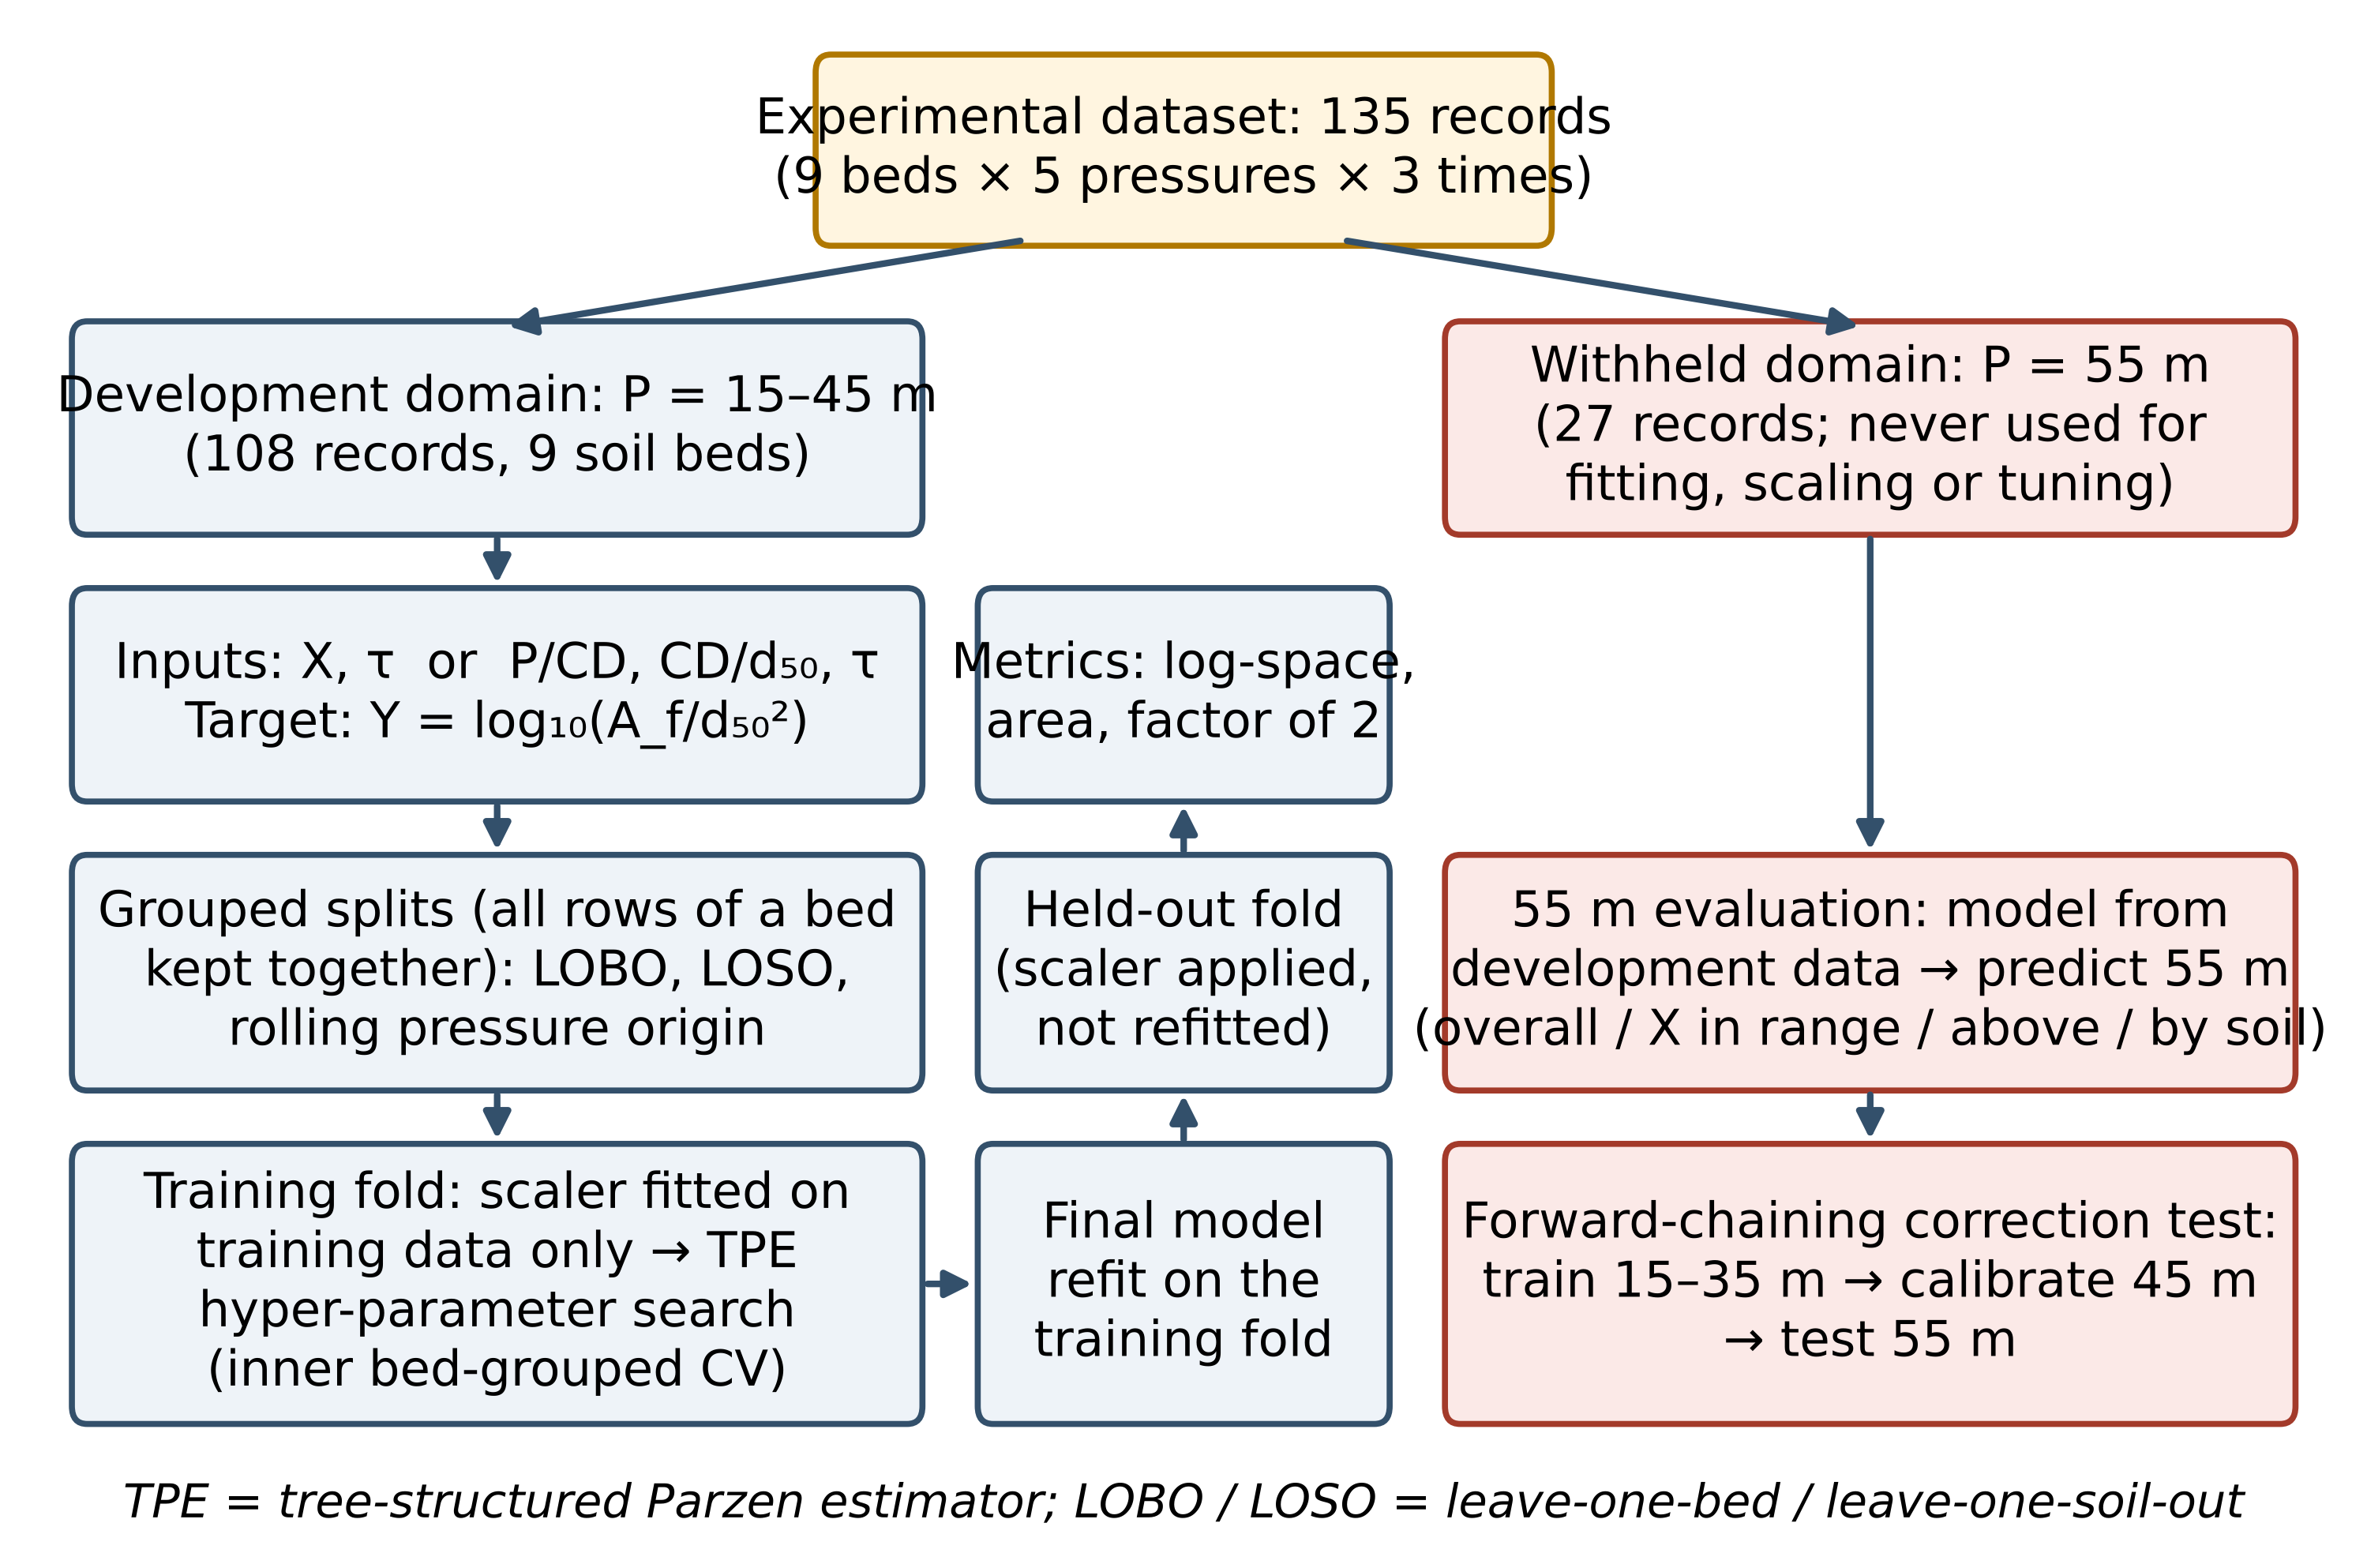 Experimental dataset: 135 records
(9 beds × 5 pressures × 3 times)
Development domain: P = 15–45 m
(108 records, 9 soil beds)
Withheld domain: P = 55 m
(27 records; never used for
fitting, scaling or tuning)
Inputs: X, τ  or  P/CD, CD/d₅₀, τ
Target: Y = log₁₀(A_f/d₅₀²)
Metrics: log-space,
area, factor of 2
Grouped splits (all rows of a bed
kept together): LOBO, LOSO,
rolling pressure origin
Held-out fold
(scaler applied,
not refitted)
55 m evaluation: model from
development data → predict 55 m
(overall / X in range / above / by soil)
Training fold: scaler fitted on
training data only → TPE
hyper-parameter search
(inner bed-grouped CV)
Final model
refit on the
training fold
Forward-chaining correction test:
train 15–35 m → calibrate 45 m
→ test 55 m
TPE = tree-structured Parzen estimator; LOBO / LOSO = leave-one-bed / leave-one-soil-out